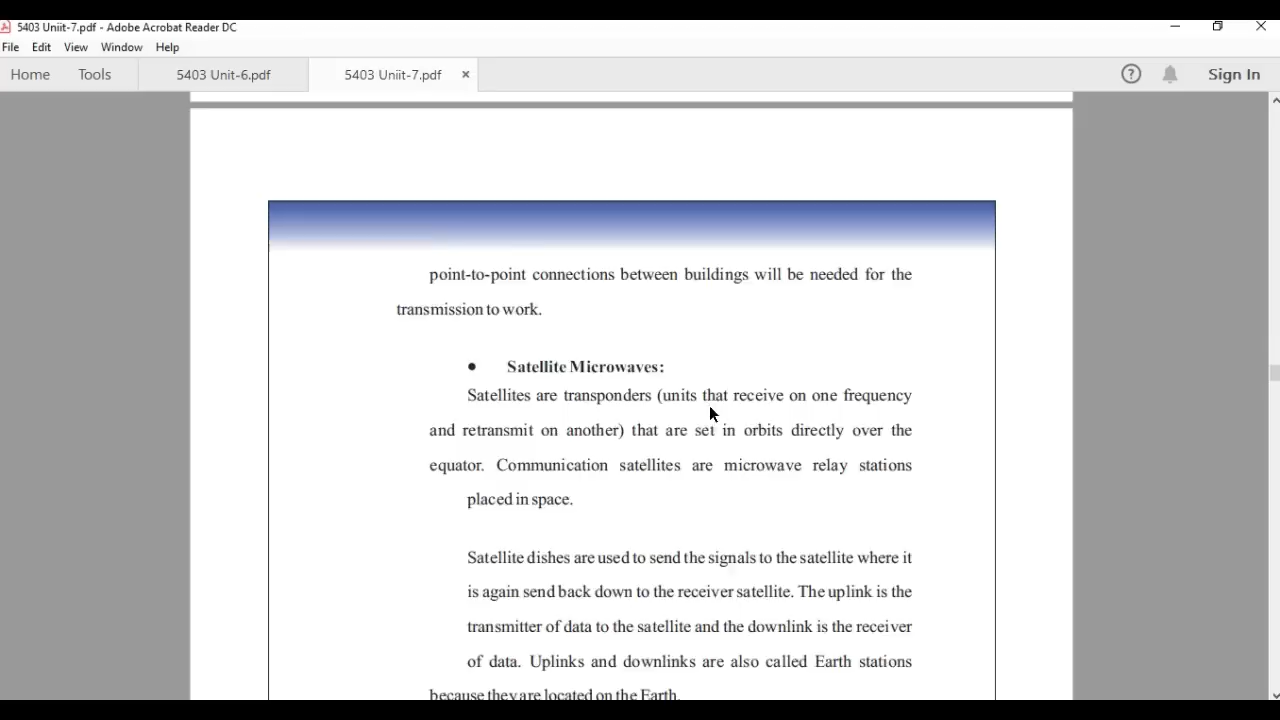 5403 Uniit-7.pdf - Adobe Acrobat Reader DC
File Edit View Window Help
Home Tools 5403 Unit-6.pdf 5403 Uniit-7.pdf × Sign In
point-to-point connections between buildings will be needed for the
transmission to work.
• Satellite Microwaves:
Satellites are transponders (units that receive on one frequency
and retransmit on another) that are set in orbits directly over the
equator. Communication satellites are microwave relay stations
placed in space.
Satellite dishes are used to send the signals to the satellite where it
is again send back down to the receiver satellite. The uplink is the
transmitter of data to the satellite and the downlink is the receiver
of data. Uplinks and downlinks are also called Earth stations
because they are located on the Earth.